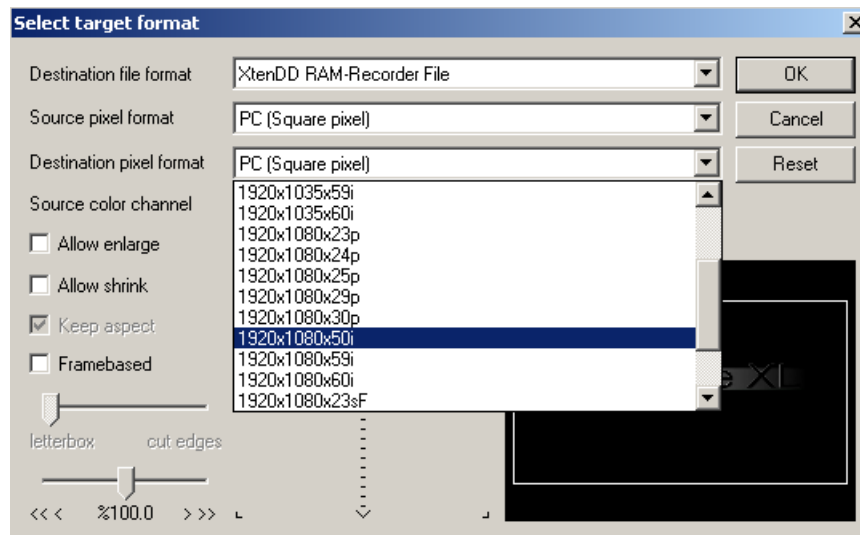 Select target format
Destination file format XtenDD RAM-Recorder File OK
Source pixel format PC (Square pixel) Cancel
Destination pixel format PC (Square pixel) Reset
Source color channel
1920x1035x59i
1920x1035x60i
1920x1080x23p
1920x1080x24p
1920x1080x25p
1920x1080x29p
1920x1080x30p
1920x1080x50i
1920x1080x59i
1920x1080x60i
1920x1080x23sF
Allow enlarge
Allow shrink
Keep aspect
Framebased
XL
letterbox cut edges
<< < %100.0 > >>